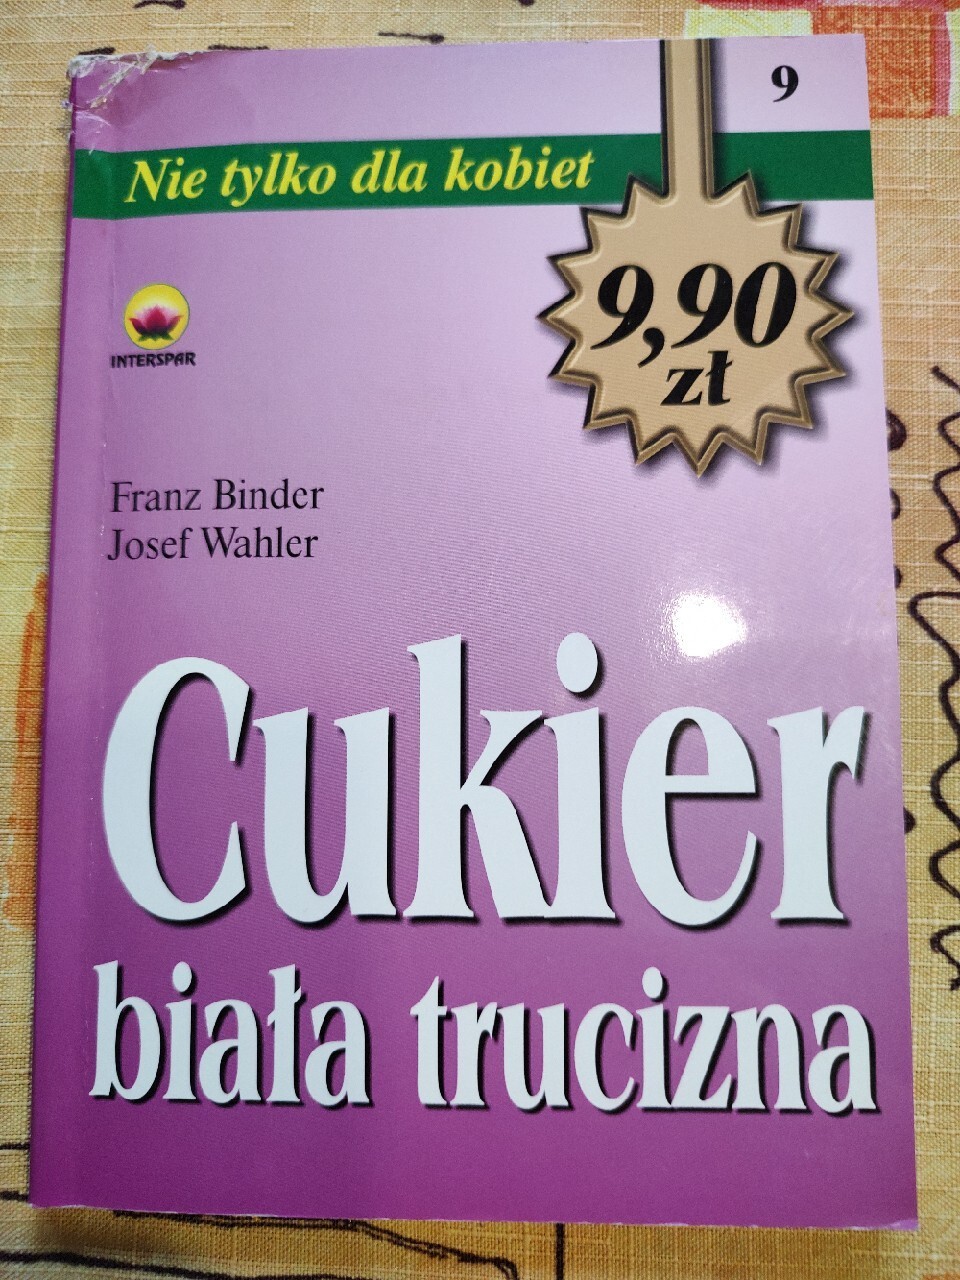 9
Nie tylko dla kobiet
9,90
zł
INTERSPAR
Franz Binder
Josef Wahler
Cukier
biała trucizna